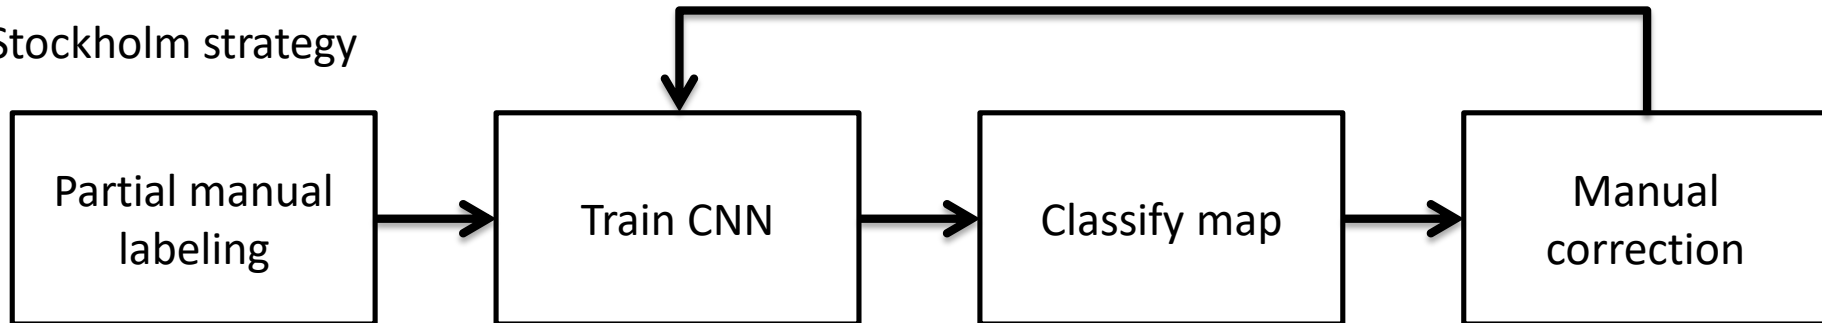 Stockholm strategy
Partial manual
labeling
Train CNN
Classify map
Manual
correction